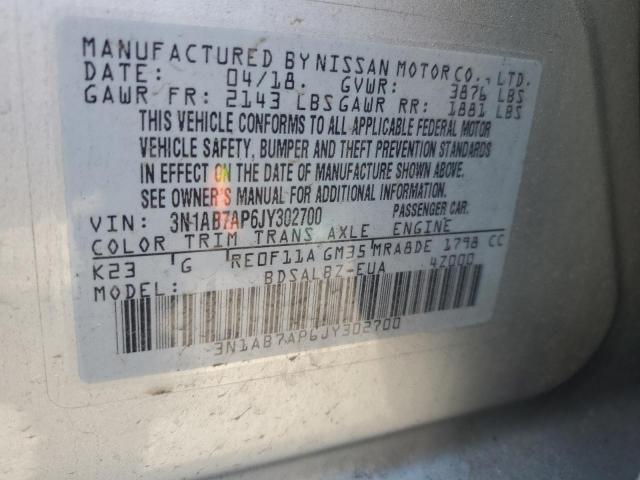 MANUFACTURED BY NISSAN MOTOR CO., LTD.
DATE: 04/18 GVWR: 3876 LBS
GAWR FR: 2143 LBS GAWR RR: 1881 LBS
THIS VEHICLE CONFORMS TO ALL APPLICABLE FEDERAL MOTOR
VEHICLE SAFETY, BUMPER AND THEFT PREVENTION STANDARDS
IN EFFECT ON THE DATE OF MANUFACTURE SHOWN ABOVE.
SEE OWNER'S MANUAL FOR ADDITIONAL INFORMATION.
VIN: 3N1AB7AP6JY302700 PASSENGER CAR.
COLOR TRIM TRANS AXLE ENGINE
K23 G RE0F11A GM35 MRA8DE 1798 CC
MODEL: BDSALBZ-EUA 4Z000
3N1AB7AP6JY302700